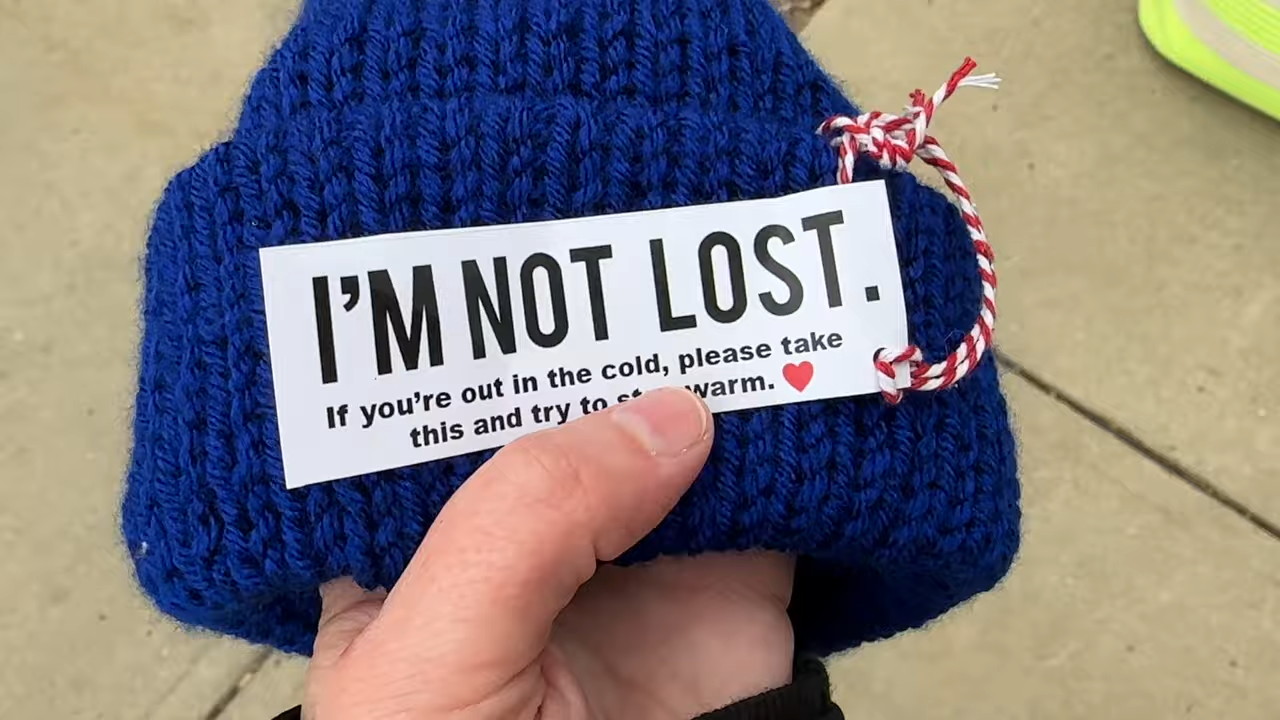 I'M NOT LOST.
If you're out in the cold, please take
this and try to warm. ❤